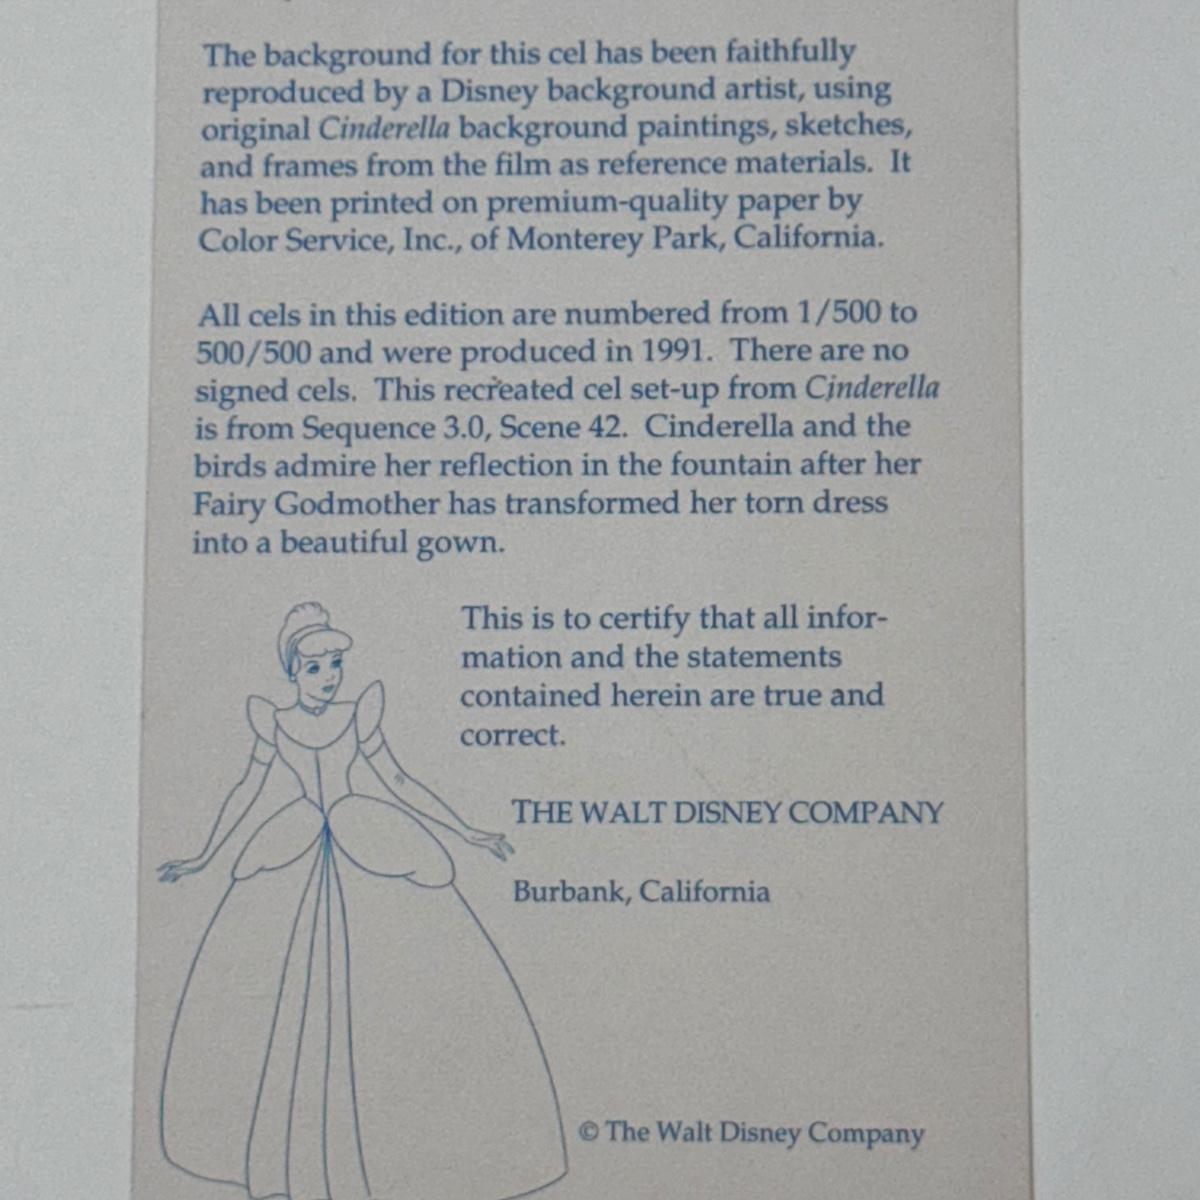 The background for this cel has been faithfully
reproduced by a Disney background artist, using
original Cinderella background paintings, sketches,
and frames from the film as reference materials. It
has been printed on premium-quality paper by
Color Service, Inc., of Monterey Park, California.
All cels in this edition are numbered from 1/500 to
500/500 and were produced in 1991. There are no
signed cels. This recreated cel set-up from Cinderella
is from Sequence 3.0, Scene 42. Cinderella and the
birds admire her reflection in the fountain after her
Fairy Godmother has transformed her torn dress
into a beautiful gown.
This is to certify that all infor-
mation and the statements
contained herein are true and
correct.
THE WALT DISNEY COMPANY
Burbank, California
© The Walt Disney Company